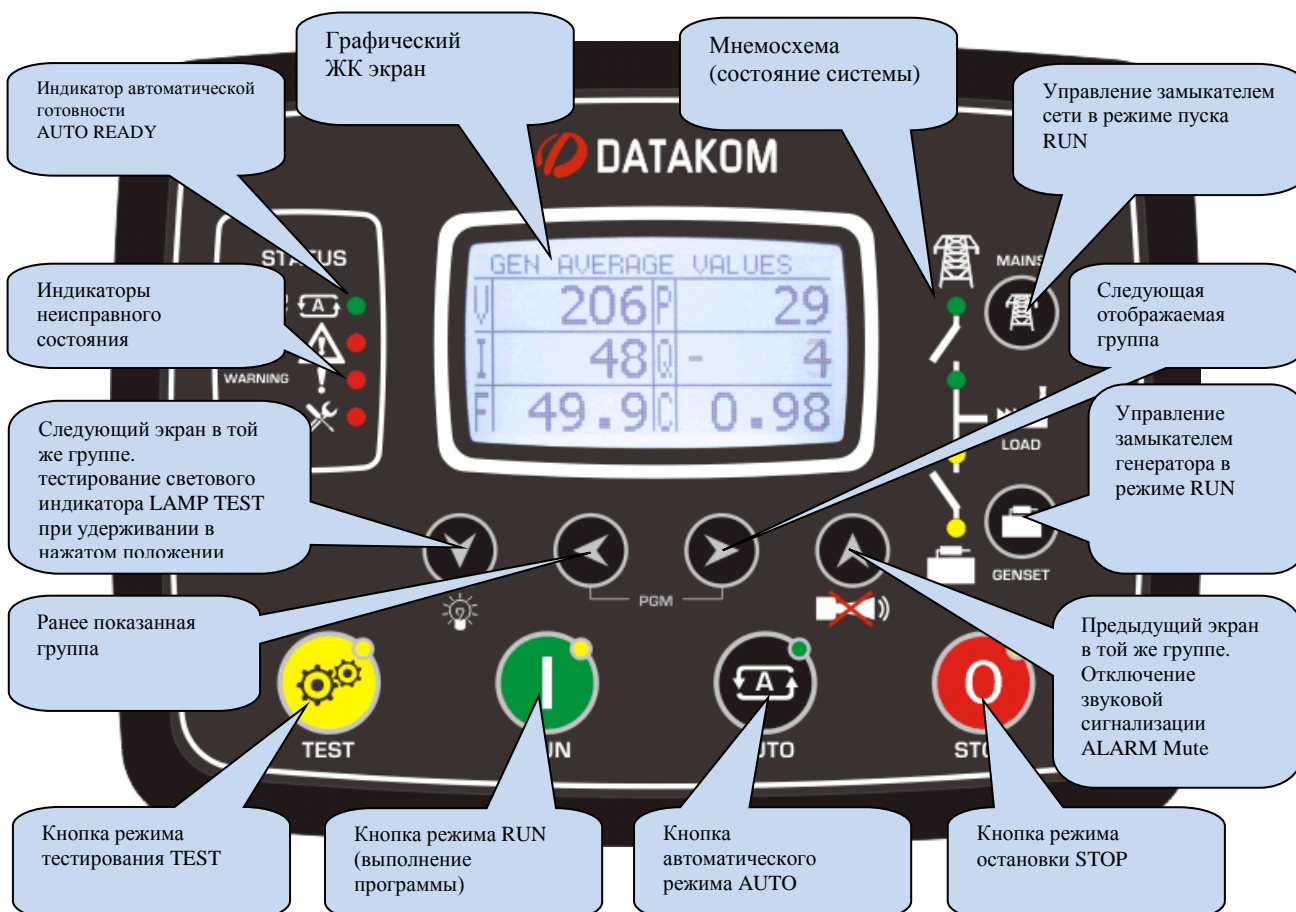 Графический
ЖК экран
Мнемосхема
(состояние системы)
Индикатор автоматической
готовности
AUTO READY
Управление замыкателем
сети в режиме пуска
RUN
DATAKOM
STATUS
MAINS
GEN AVERAGE VALUES
V 206 P 29
I 48 Q - 4
F 49.9 C 0.98
Индикаторы
неисправного
состояния
A
WARNING
Следующая
отображаемая
группа
LOAD
Следующий экран в той
же группе.
тестирование светового
индикатора LAMP TEST
при удерживании в
нажатом положении
Управление
замыкателем
генератора в
режиме RUN
GENSET
PGM
Ранее показанная
группа
Предыдущий экран
в той же группе.
Отключение
звуковой
сигнализации
ALARM Mute
I
A
O
TEST
UN
UTO
STO
Кнопка режима
тестирования TEST
Кнопка режима RUN
(выполнение
программы)
Кнопка
автоматического
режима AUTO
Кнопка режима
остановки STOP